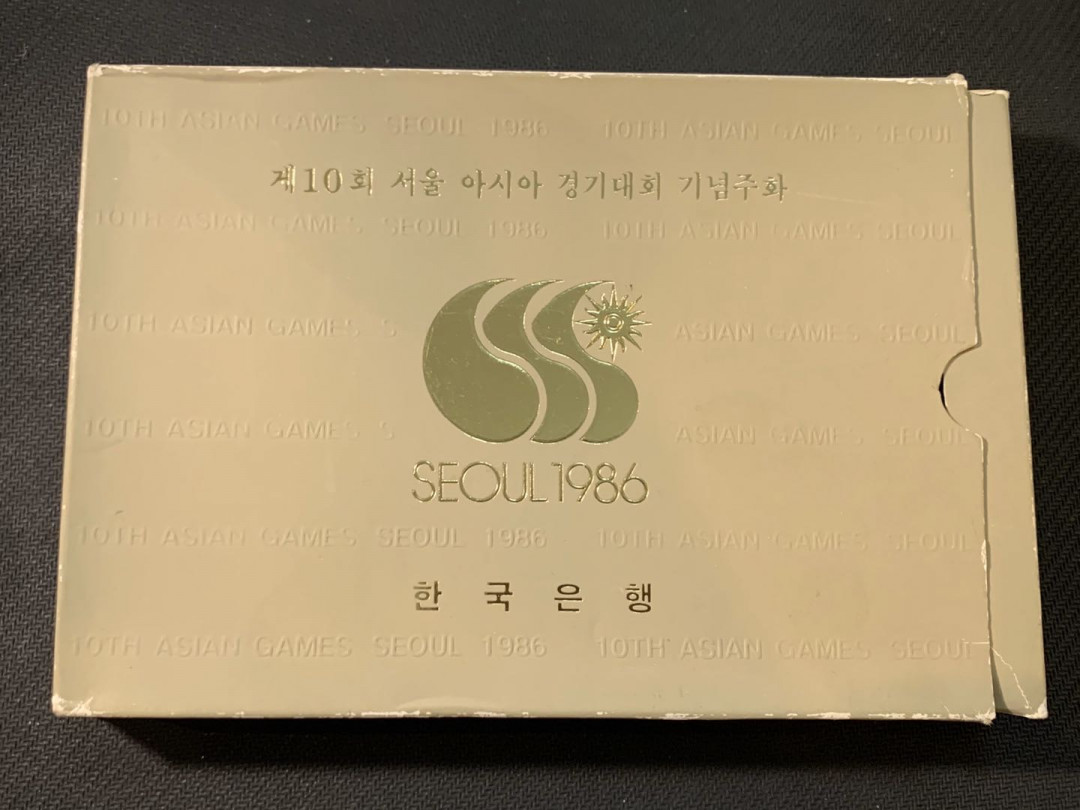 10TH ASIAN GAMES SEOUL 1986 10TH ASIAN GAMES SEOUL
제10회 서울 아시아 경기대회 기념주화
10TH ASIAN GAMES SEOUL 1986 10TH ASIAN GAMES SEOUL
10TH ASIAN GAMES S ASIAN GAMES SEOUL
10TH ASIAN GAMES S ASIAN GAMES SEOUL
SEOUL1986
10TH ASIAN GAMES SEOUL 1986 10TH ASIAN GAMES SEOUL
한국은행
10TH ASIAN GAMES SEOUL 1986 10TH ASIAN GAMES SEOUL